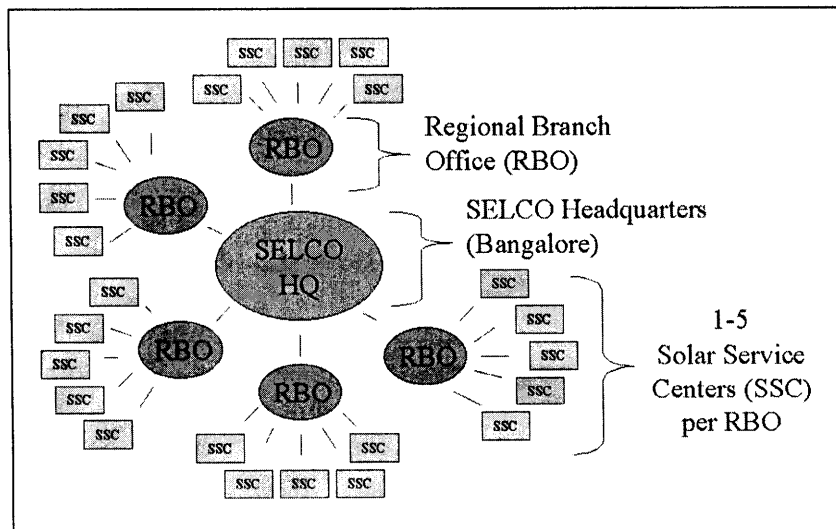 SSC SSC SSC
SSC SSC
SSC
SSC
SSC
SSC
SSC
RBO
Regional Branch
Office (RBO)
RBO
SELCO
HQ
SELCO Headquarters
(Bangalore)
SSC
SSC
SSC
SSC
SSC
RBO
RBO
SSC SSC
SSC SSC SSC
RBO
SSC
SSC
SSC
SSC
SSC
1-5
Solar Service
Centers (SSC)
per RBO